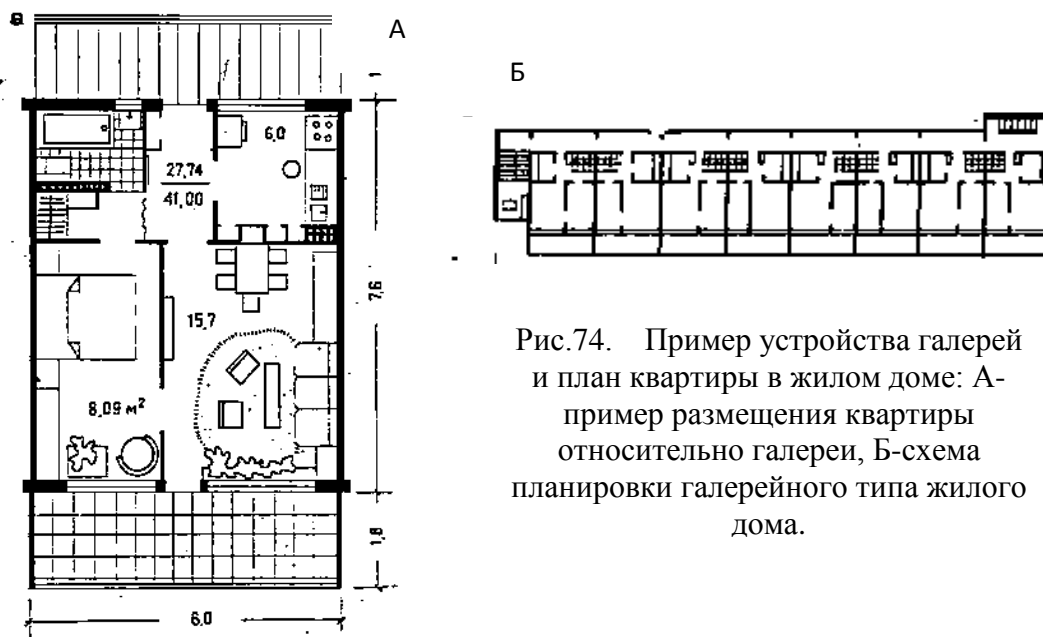 а
А
1
6,0
27,74
41,00
7,6
15,7
8,09 м²
1,8
6,0
Б
Рис.74. Пример устройства галерей
и план квартиры в жилом доме: А-
пример размещения квартиры
относительно галереи, Б-схема
планировки галерейного типа жилого
дома.